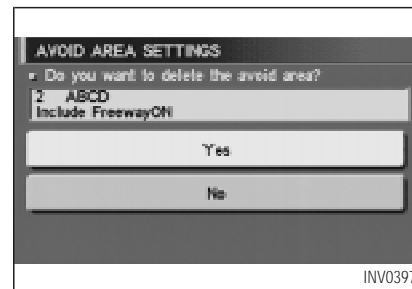 AVOID AREA SETTINGS
Do you want to delete the avoid area?
2 ABCD
Include FreewayON
Yes
No
INV0397